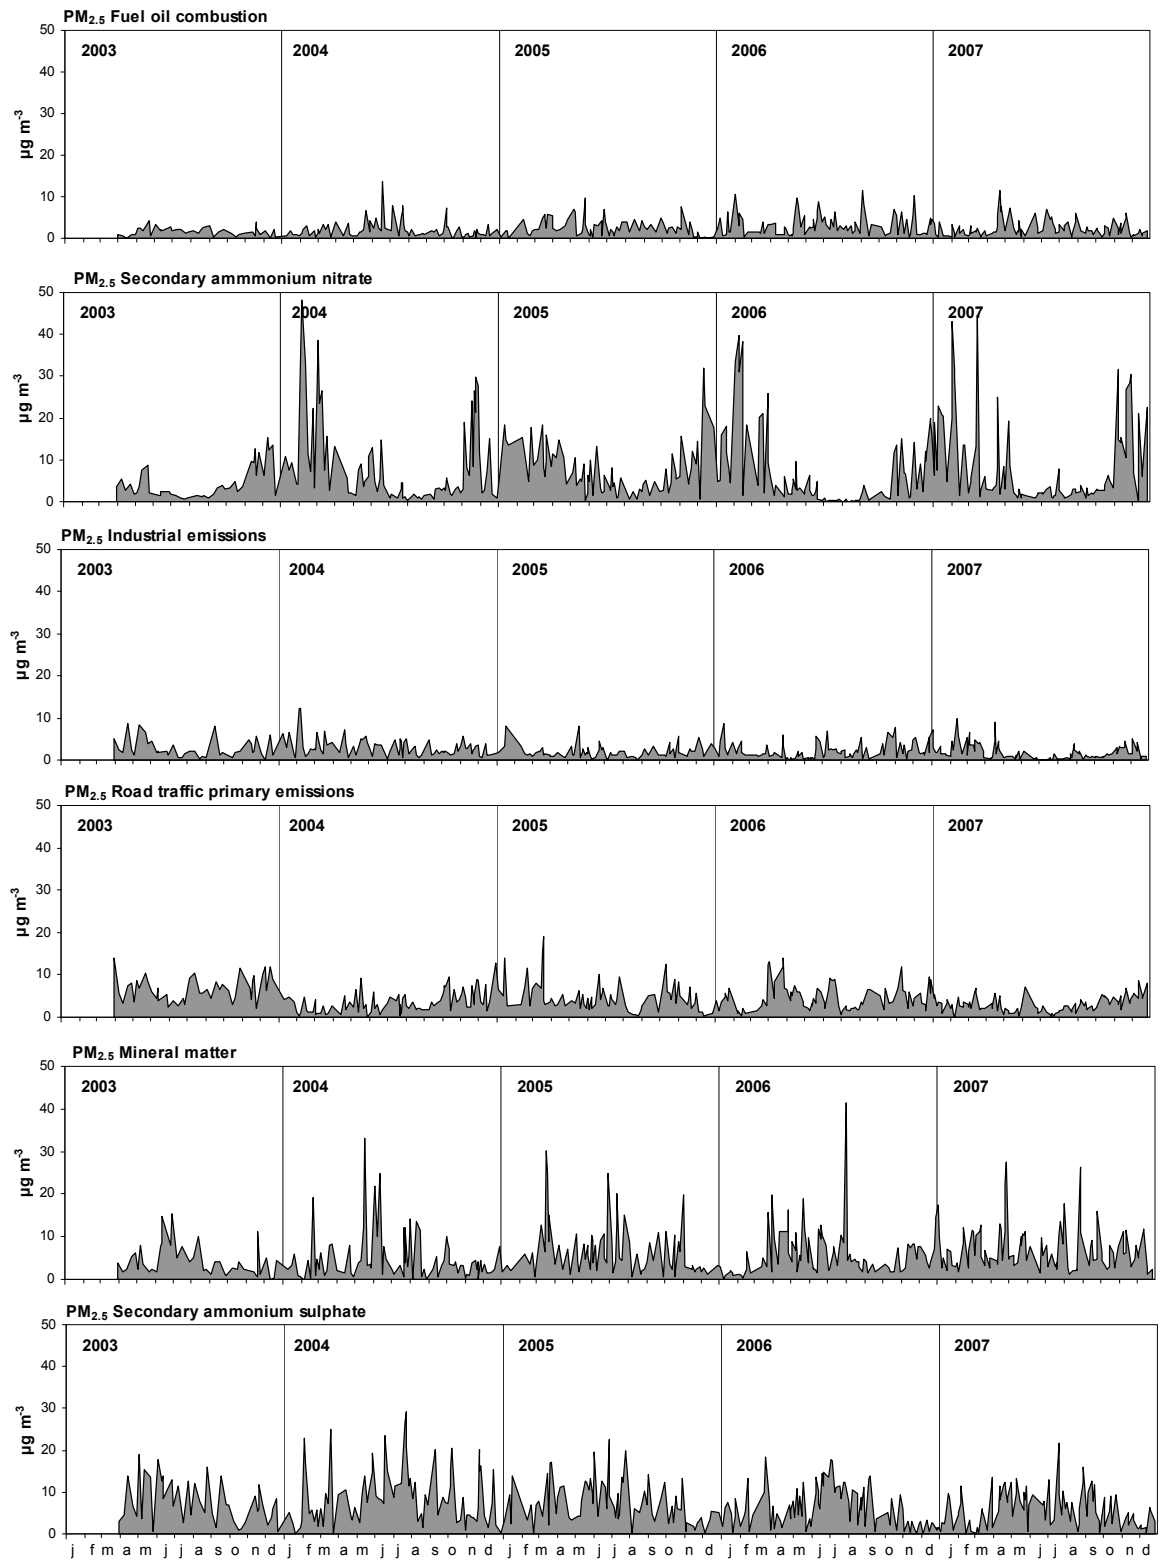 PM2.5 Fuel oil combustion
50
40
30
20
10
0
µg m-3
2003 2004 2005 2006 2007
PM2.5 Secondary ammmonium nitrate
50
40
30
20
10
0
µg m-3
2003 2004 2005 2006 2007
PM2.5 Industrial emissions
50
40
30
20
10
0
µg m-3
2003 2004 2005 2006 2007
PM2.5 Road traffic primary emissions
50
40
30
20
10
0
µg m-3
2003 2004 2005 2006 2007
PM2.5 Mineral matter
50
40
30
20
10
0
µg m-3
2003 2004 2005 2006 2007
PM2.5 Secondary ammonium sulphate
50
40
30
20
10
0
µg m-3
2003 2004 2005 2006 2007
j f m a m j j a s o n d j f m a m j j a s o n d j f m a m j j a s o n d j f m a m j j a s o n d j f m a m j j a s o n d